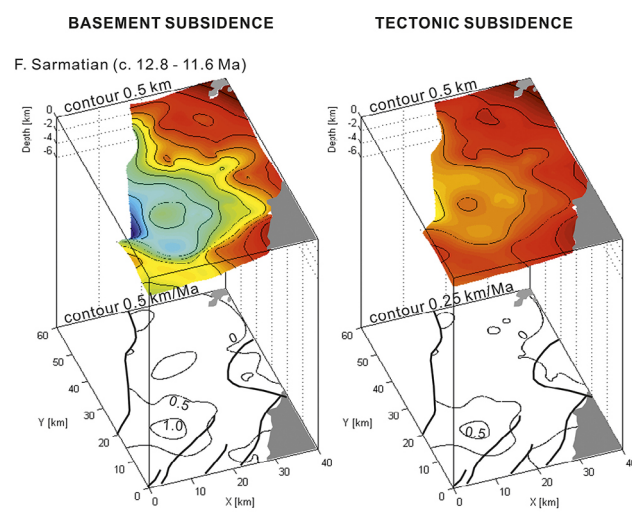 BASEMENT SUBSIDENCE
TECTONIC SUBSIDENCE
F. Sarmatian (c. 12.8 - 11.6 Ma)
contour 0.5 km
0
-2
-4
-6
Depth [km]
contour 0.5 km/Ma
60
50
40
30
20
10
0
Y [km]
0
10
20
30
40
X [km]
0
0.5
1.0
contour 0.5 km
0
-2
-4
-6
Depth [km]
contour 0.25 km/Ma
60
50
40
30
20
10
0
Y [km]
0
10
20
30
40
X [km]
0
0.5